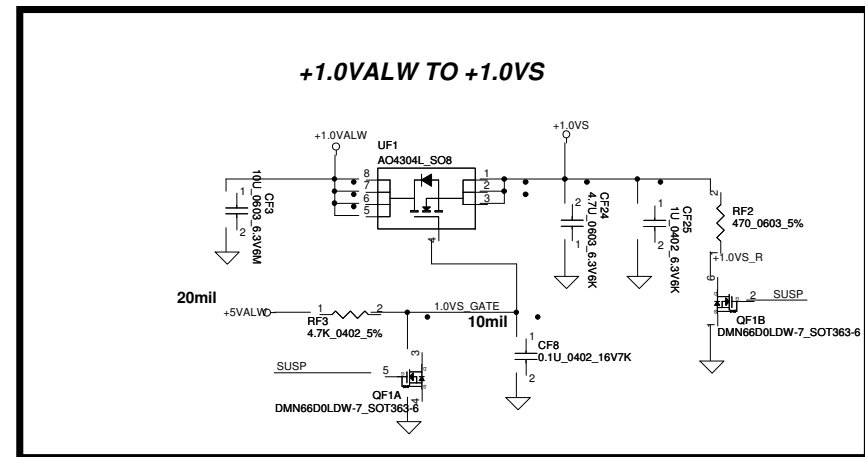 +1.0VALW TO +1.0VS
+1.0VALW
+1.0VS
UF1
AO4304L_SO8
8
7
6
5
1
2
3
4
CF3
10U_0603_6.3V6M
1
2
CF24
4.7U_0603_6.3V6K
2
1
CF25
1U_0402_6.3V6K
1
2
2
RF2
470_0603_5%
1
+1.0VS_R
6
2
SUSP
1
QF1B
DMN66D0LDW-7_SOT363-6
20mil
+5VALW
1
2
RF3
4.7K_0402_5%
1.0VS_GATE
10mil
1
CF8
0.1U_0402_16V7K
2
3
SUSP
5
4
QF1A
DMN66D0LDW-7_SOT363-6